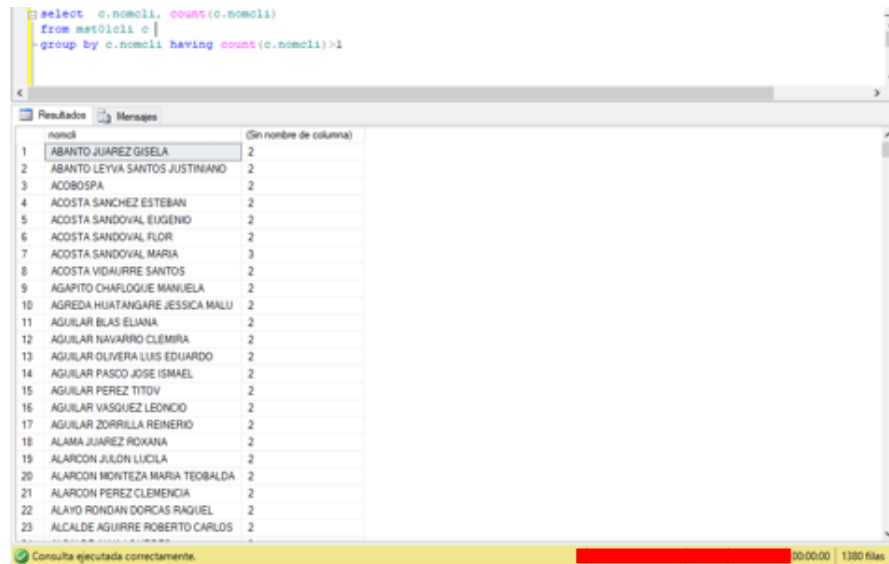 select c.nomcli, count(c.nomcli)
from mst01cli c
group by c.nomcli having count(c.nomcli)>1
Resultados Mensajes
nomcli (Sin nombre de columna)
1 ABANTO JUAREZ GISELA 2
2 ABANTO LEYVA SANTOS JUSTINIANO 2
3 ACOBOSPA 2
4 ACOSTA SANCHEZ ESTEBAN 2
5 ACOSTA SANDOVAL EUGENIO 2
6 ACOSTA SANDOVAL FLOR 2
7 ACOSTA SANDOVAL MARIA 3
8 ACOSTA VIDAURRE SANTOS 2
9 AGAPITO CHAFLOQUE MANUELA 2
10 AGREDA HUATANGARE JESSICA MALU 2
11 AGUILAR BLAS ELIANA 2
12 AGUILAR NAVARRO CLEMIRA 2
13 AGUILAR OLIVERA LUIS EDUARDO 2
14 AGUILAR PASCO JOSE ISMAEL 2
15 AGUILAR PEREZ TITOV 2
16 AGUILAR VASQUEZ LEONCIO 2
17 AGUILAR ZORRILLA REINERIO 2
18 ALAMA JUAREZ ROXANA 2
19 ALARCON JULON LUCILA 2
20 ALARCON MONTEZA MARIA TEOBALDA 2
21 ALARCON PEREZ CLEMENCIA 2
22 ALAYO RONDAN DORCAS RAQUEL 2
23 ALCALDE AGUIRRE ROBERTO CARLOS 2
Consulta ejecutada correctamente. 00:00:00 1380 filas